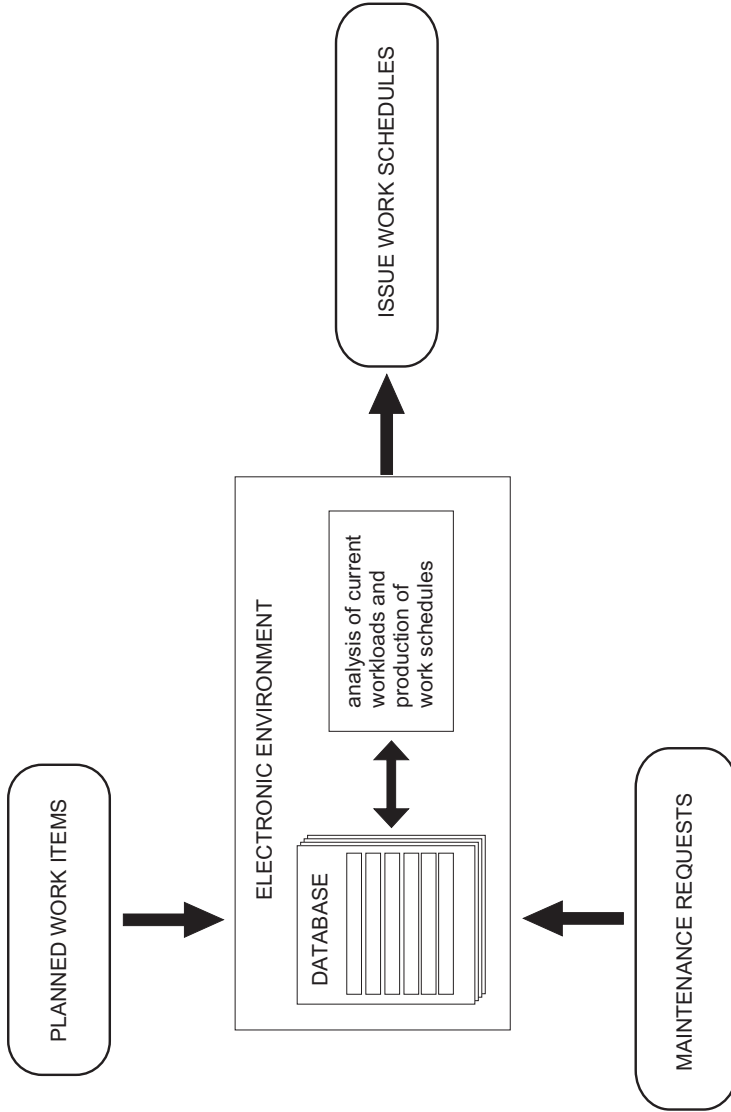 PLANNED WORK ITEMS
ELECTRONIC ENVIRONMENT
DATABASE
analysis of current
workloads and
production of
work schedules
MAINTENANCE REQUESTS
ISSUE WORK SCHEDULES